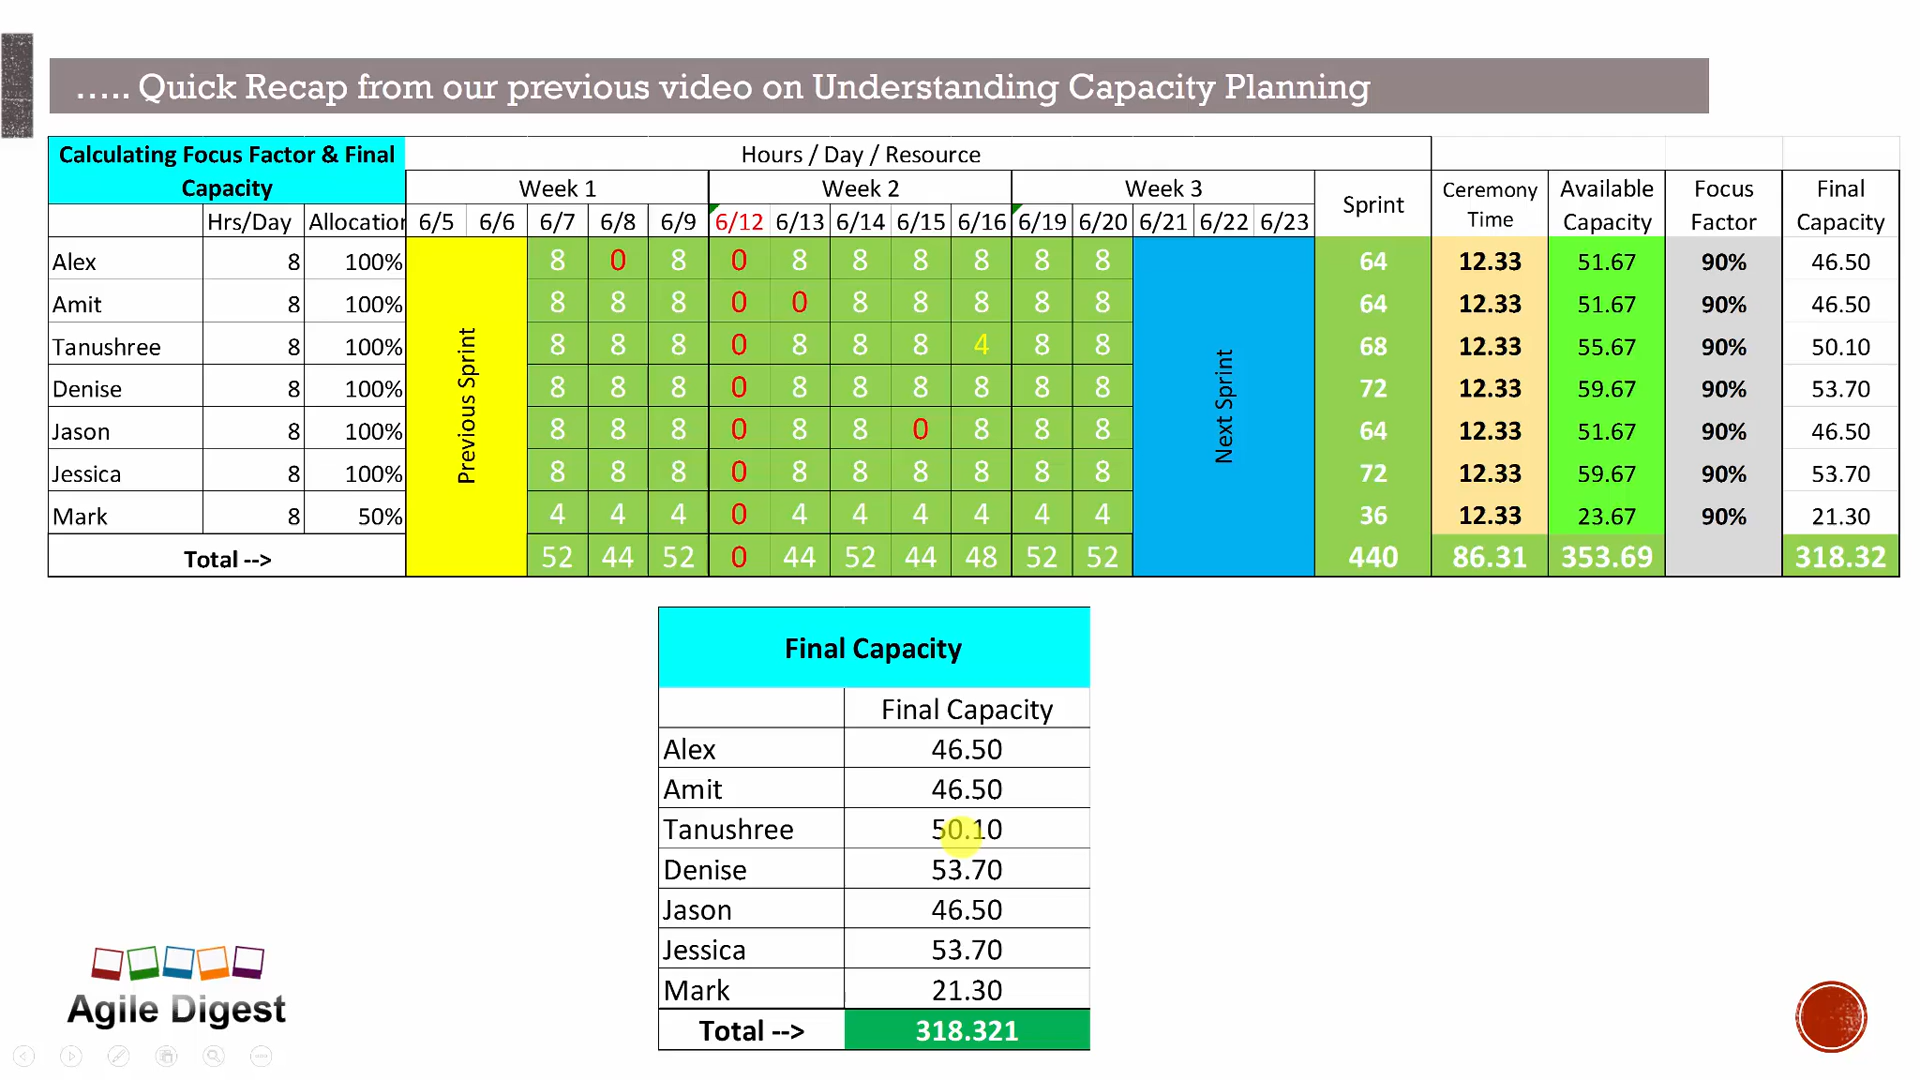 ..... Quick Recap from our previous video on Understanding Capacity Planning
Calculating Focus Factor & Final Capacity
Hours / Day / Resource
Week 1 Week 2 Week 3 Sprint Ceremony Time Available Capacity Focus Factor Final Capacity
Hrs/Day Allocation 6/5 6/6 6/7 6/8 6/9 6/12 6/13 6/14 6/15 6/16 6/19 6/20 6/21 6/22 6/23
Previous Sprint
Next Sprint
Alex 8 100% 8 0 8 0 8 8 8 8 8 8 64 12.33 51.67 90% 46.50
Amit 8 100% 8 8 8 0 0 8 8 8 8 8 64 12.33 51.67 90% 46.50
Tanushree 8 100% 8 8 8 0 8 8 8 4 8 8 68 12.33 55.67 90% 50.10
Denise 8 100% 8 8 8 0 8 8 8 8 8 8 72 12.33 59.67 90% 53.70
Jason 8 100% 8 8 8 0 8 8 0 8 8 8 64 12.33 51.67 90% 46.50
Jessica 8 100% 8 8 8 0 8 8 8 8 8 8 72 12.33 59.67 90% 53.70
Mark 8 50% 4 4 4 0 4 4 4 4 4 4 36 12.33 23.67 90% 21.30
Total --> 52 44 52 0 44 52 44 48 52 52 440 86.31 353.69 318.32
Final Capacity
Final Capacity
Alex 46.50
Amit 46.50
Tanushree 50.10
Denise 53.70
Jason 46.50
Jessica 53.70
Mark 21.30
Total --> 318.321
Agile Digest